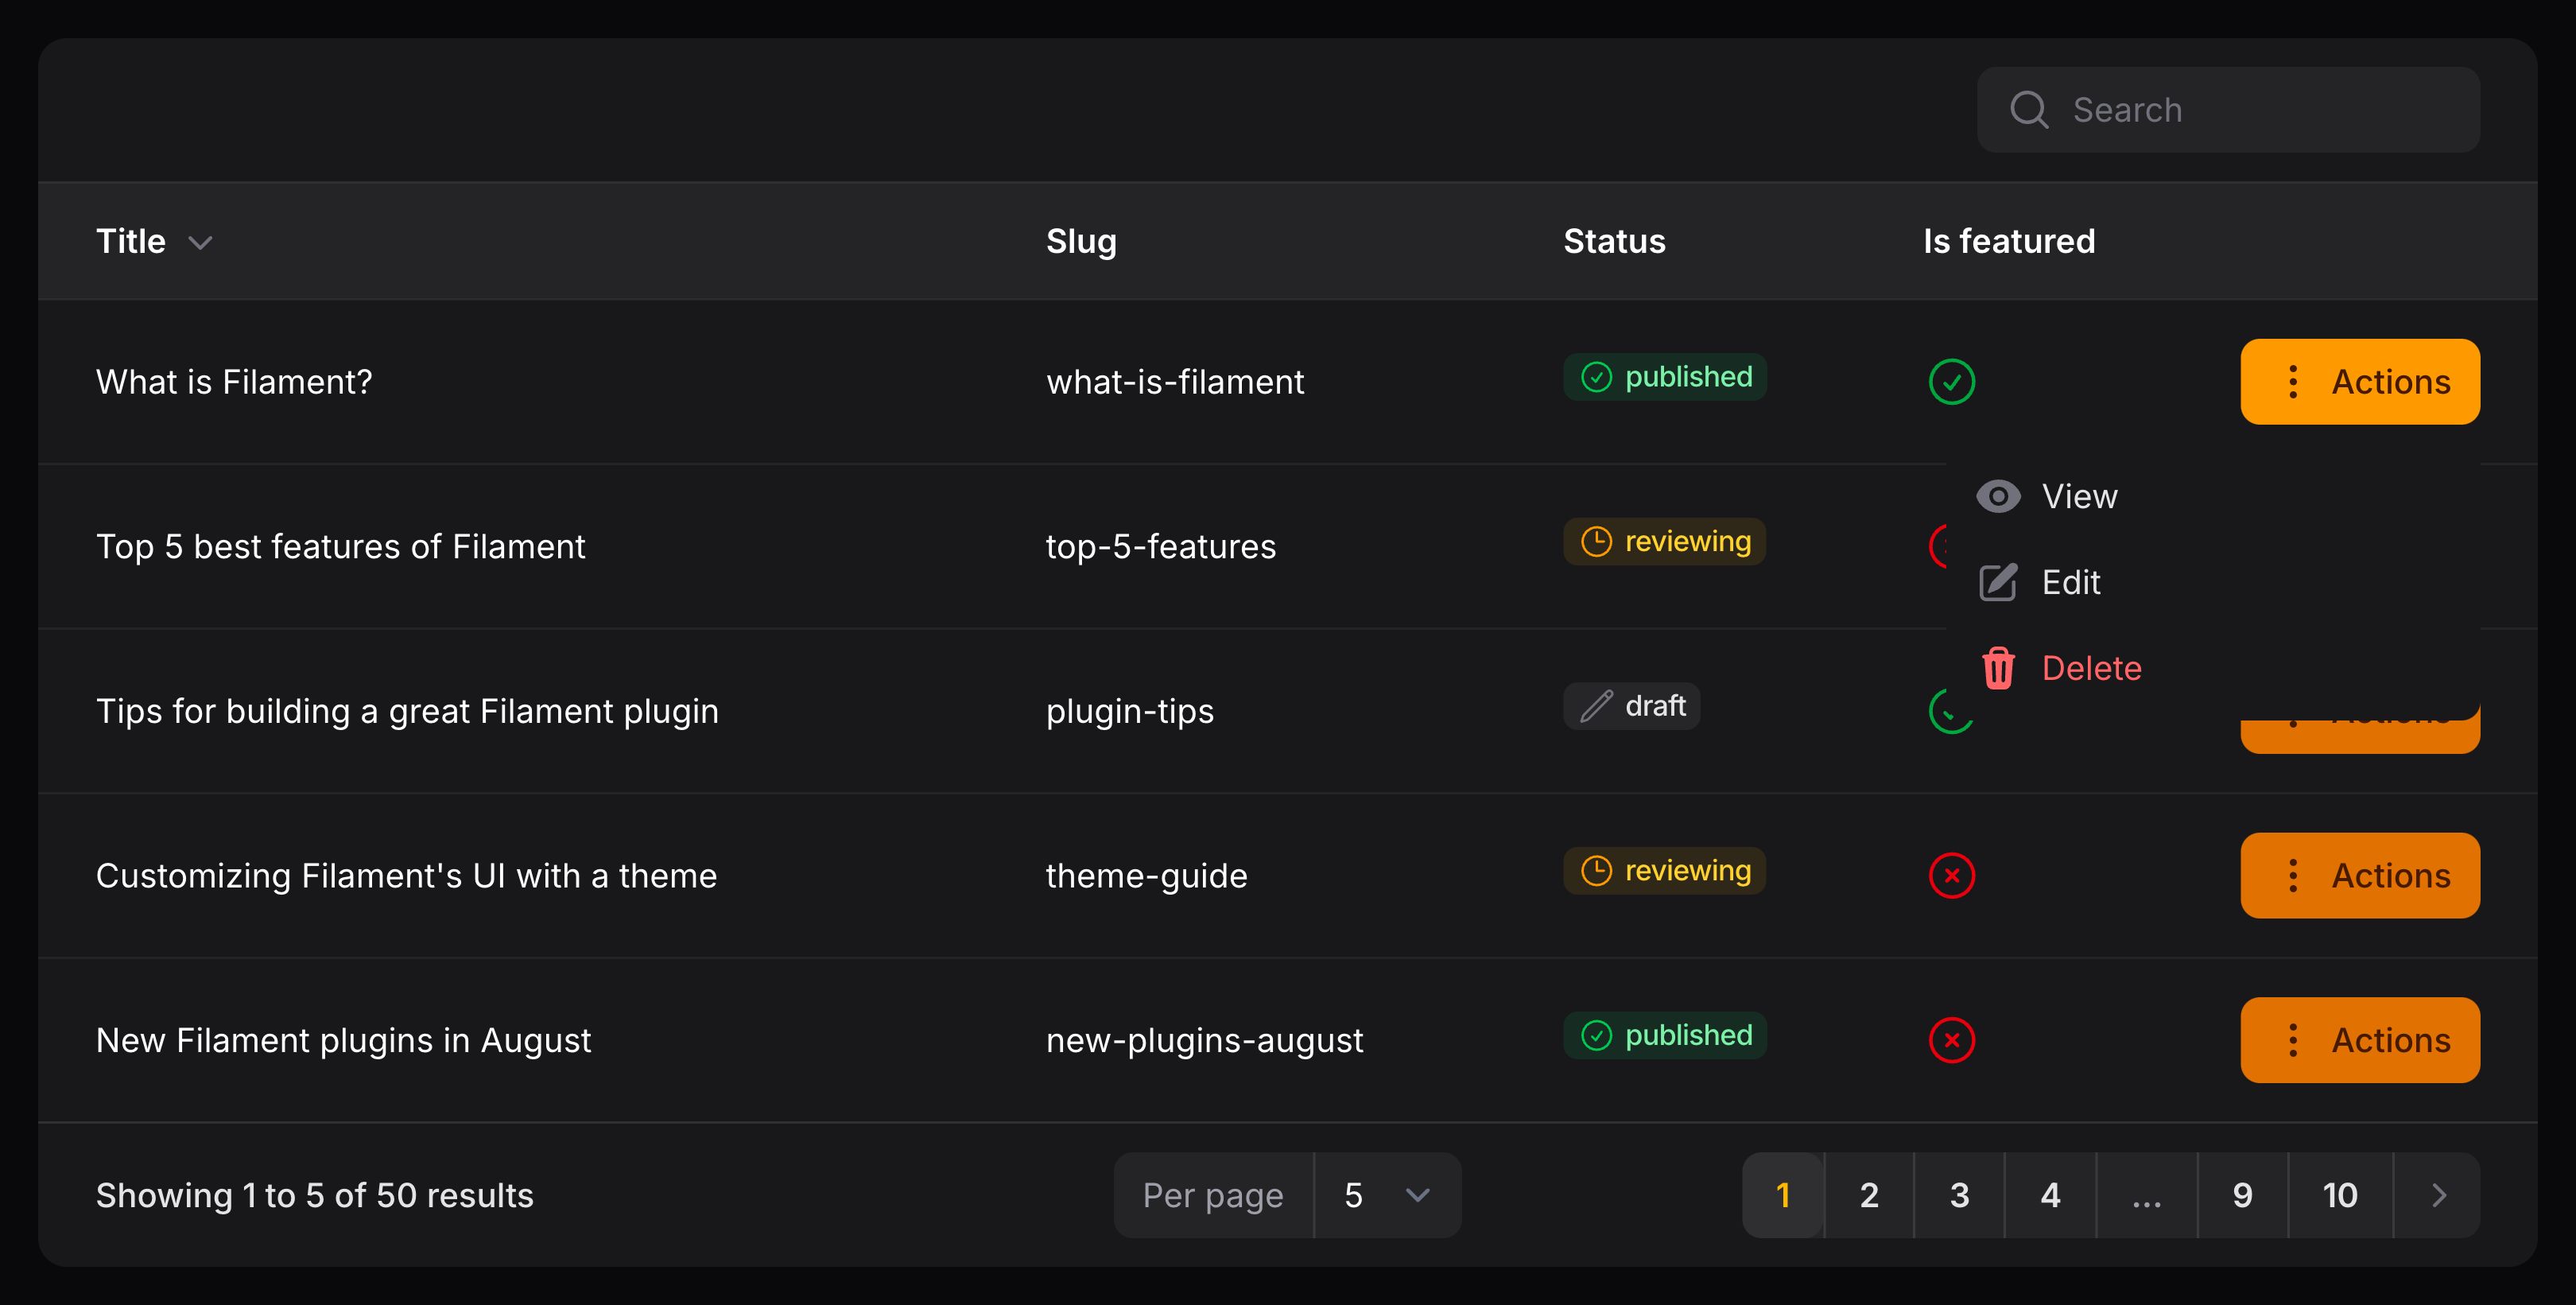 Search
Title Slug Status Is featured
What is Filament? what-is-filament published Actions
View
Top 5 best features of Filament top-5-features reviewing
Edit
Delete
Tips for building a great Filament plugin plugin-tips draft
Customizing Filament's UI with a theme theme-guide reviewing Actions
New Filament plugins in August new-plugins-august published Actions
Showing 1 to 5 of 50 results Per page 5 1 2 3 4 ... 9 10